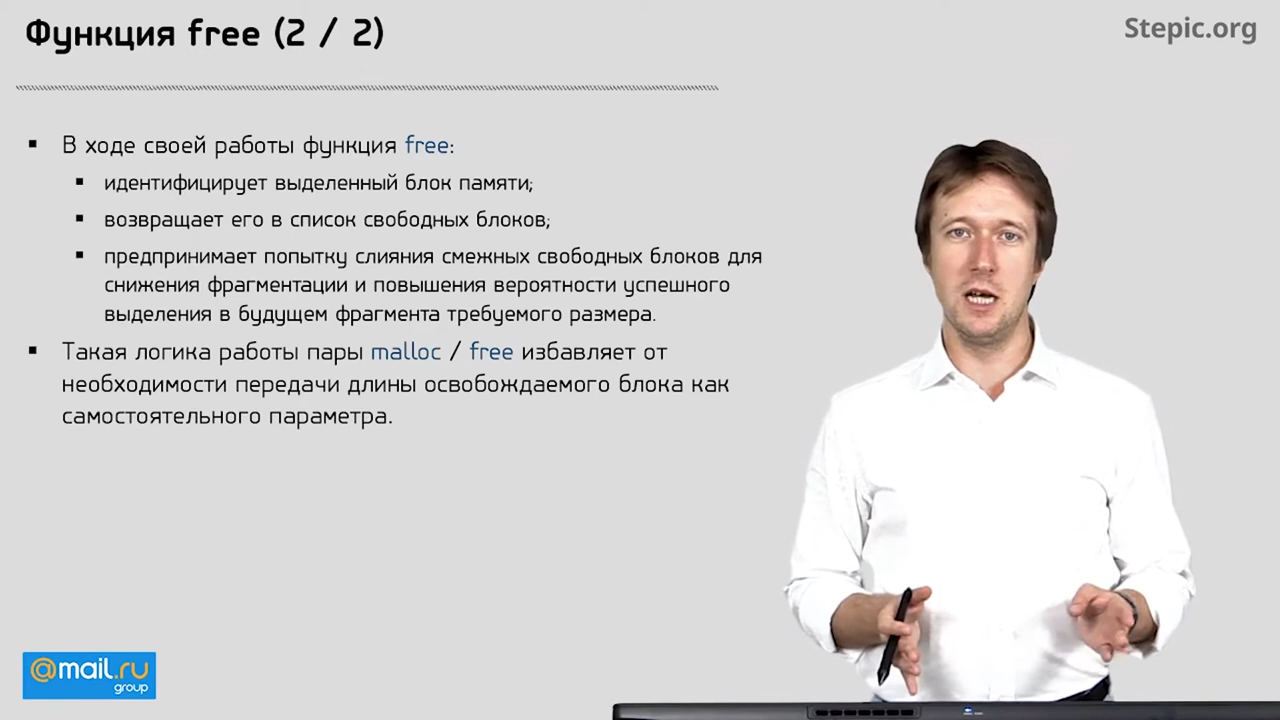 Функция free (2 / 2)
Stepic.org
▪ В ходе своей работы функция free:
▪ идентифицирует выделенный блок памяти;
▪ возвращает его в список свободных блоков;
▪ предпринимает попытку слияния смежных свободных блоков для
снижения фрагментации и повышения вероятности успешного
выделения в будущем фрагмента требуемого размера.
▪ Такая логика работы пары malloc / free избавляет от
необходимости передачи длины освобождаемого блока как
самостоятельного параметра.
@mail.ru
group